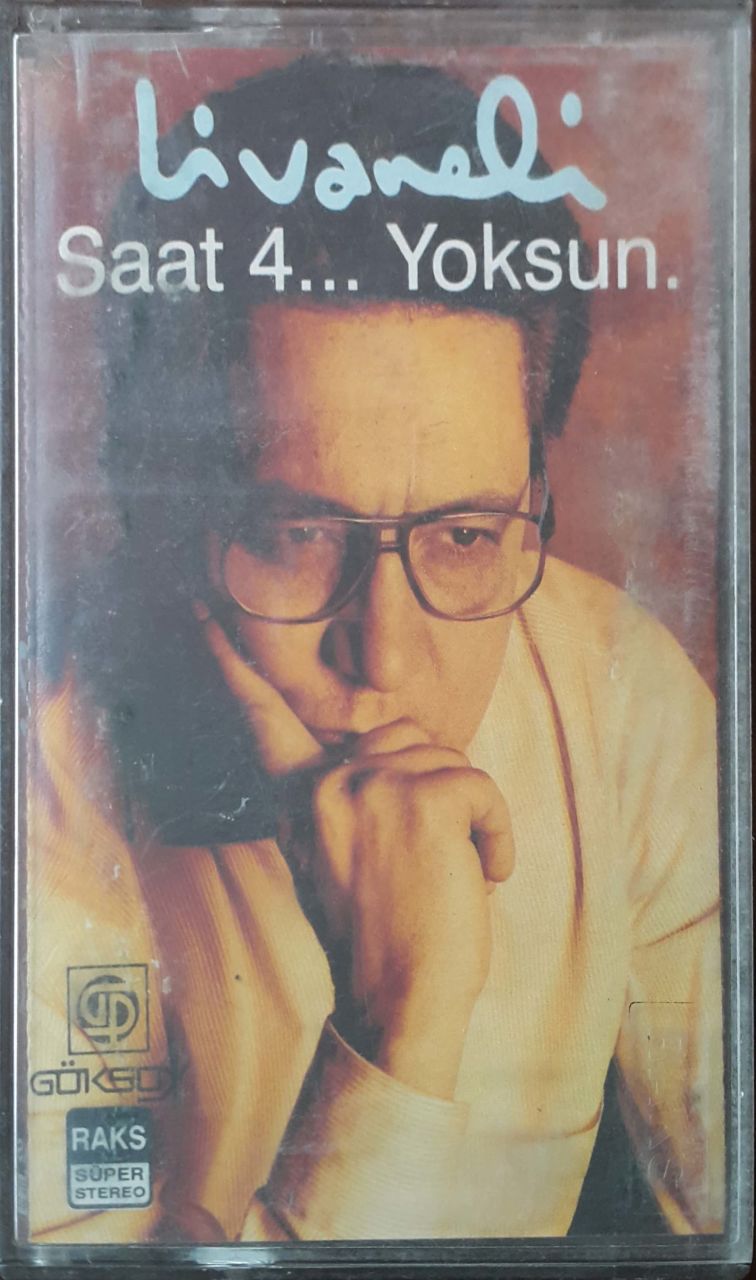 Livaneli
Saat 4... Yoksun.
GÖKSOY
RAKS
SÜPER
STEREO